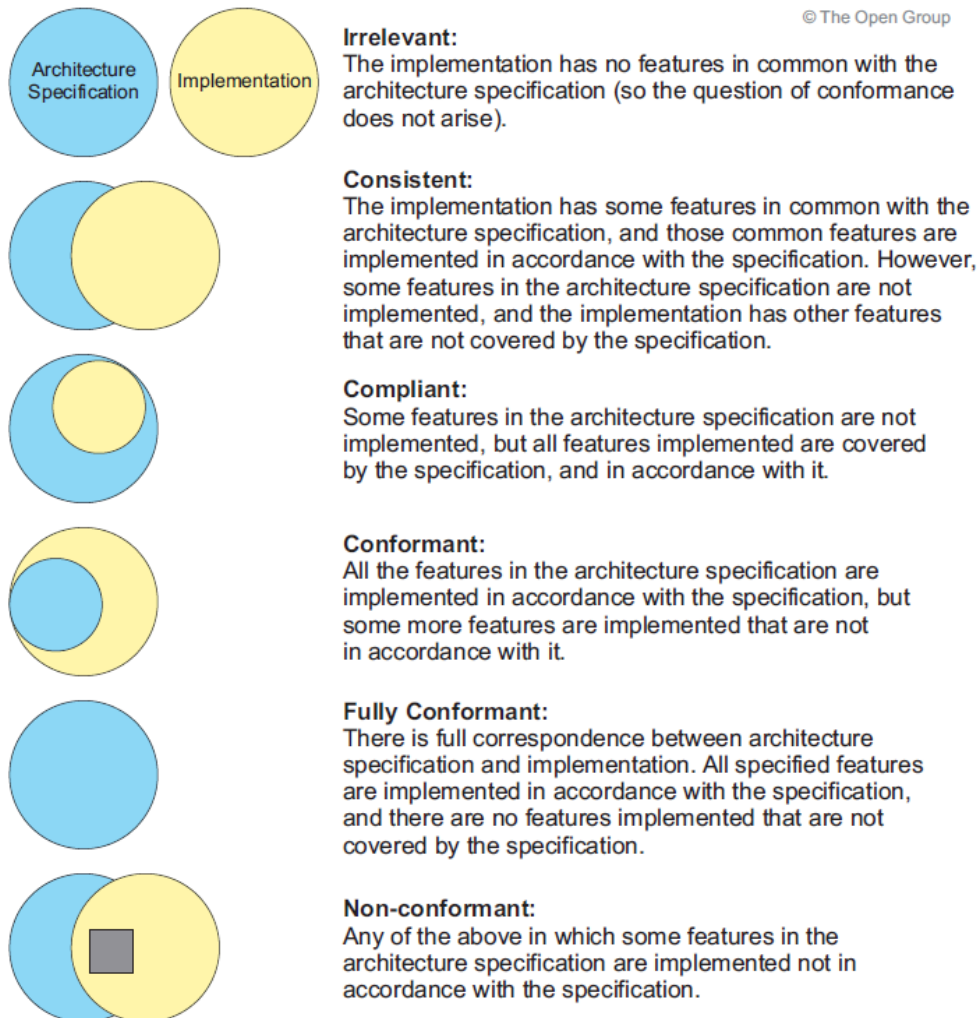 © The Open Group
Architecture
Specification
Implementation
Irrelevant:
The implementation has no features in common with the
architecture specification (so the question of conformance
does not arise).
Consistent:
The implementation has some features in common with the
architecture specification, and those common features are
implemented in accordance with the specification. However,
some features in the architecture specification are not
implemented, and the implementation has other features
that are not covered by the specification.
Compliant:
Some features in the architecture specification are not
implemented, but all features implemented are covered
by the specification, and in accordance with it.
Conformant:
All the features in the architecture specification are
implemented in accordance with the specification, but
some more features are implemented that are not
in accordance with it.
Fully Conformant:
There is full correspondence between architecture
specification and implementation. All specified features
are implemented in accordance with the specification,
and there are no features implemented that are not
covered by the specification.
Non-conformant:
Any of the above in which some features in the
architecture specification are implemented not in
accordance with the specification.